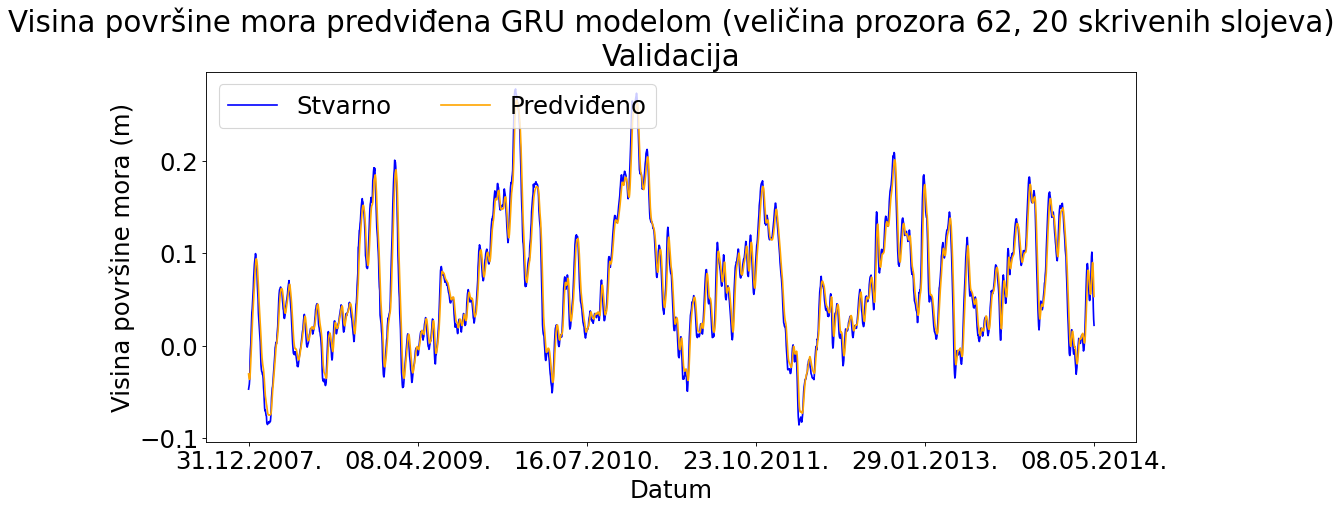 Visina površine mora predviđena GRU modelom (veličina prozora 62, 20 skrivenih slojeva)
Validacija
Stvarno
Predviđeno
Visina površine mora (m)
0.2
0.1
0.0
−0.1
31.12.2007.
08.04.2009.
16.07.2010.
23.10.2011.
29.01.2013.
08.05.2014.
Datum